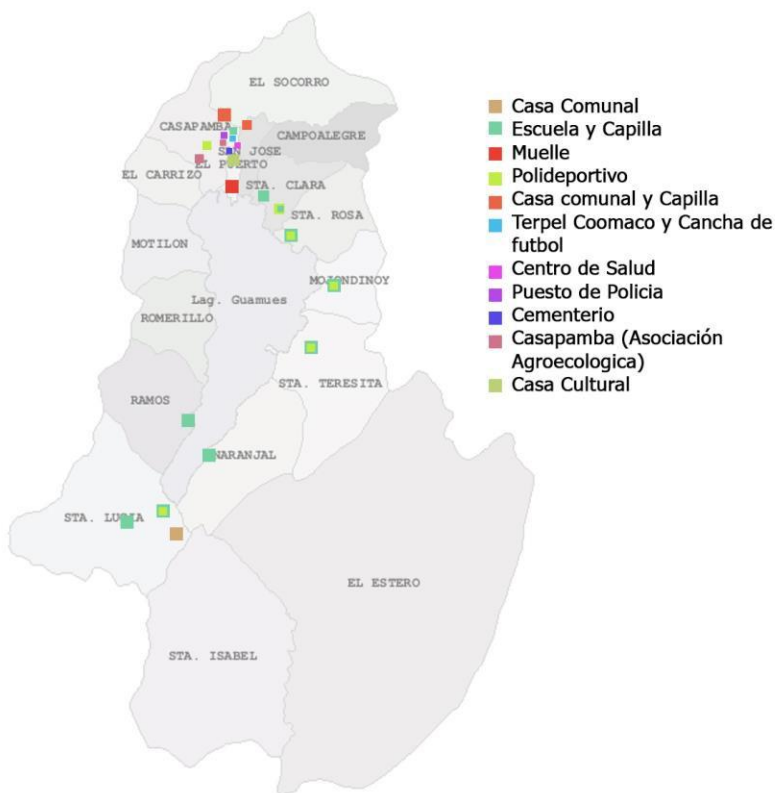 EL SOCORRO
CASAPAMBA
CAMPOALEGRE
SAN JOSE
EL PUERTO
EL CARRIZO
STA. CLARA
STA. ROSA
MOTILON
MOJONDINOY
Lag. Guamues
ROMERILLO
STA. TERESITA
RAMOS
NARANJAL
STA. LUCIA
EL ESTERO
STA. ISABEL
Casa Comunal
Escuela y Capilla
Muelle
Polideportivo
Casa comunal y Capilla
Terpel Coomaco y Cancha de
futbol
Centro de Salud
Puesto de Policia
Cementerio
Casapamba (Asociación
Agroecologica)
Casa Cultural